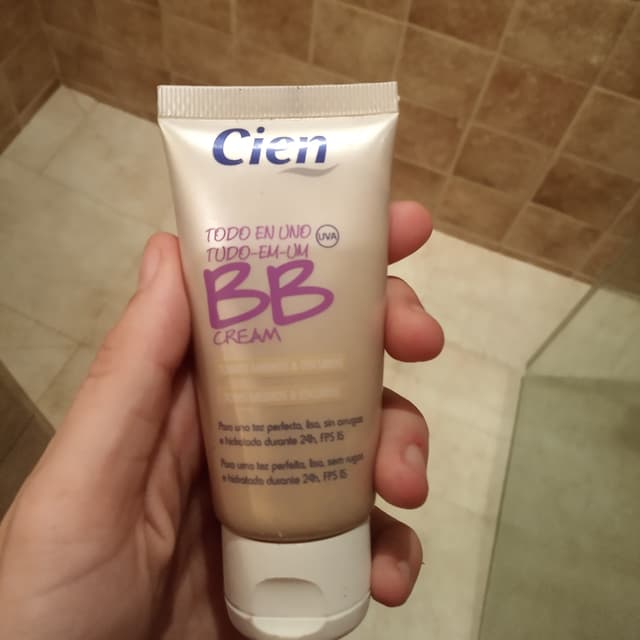 Cien
TODO EN UNO
UVA
TUDO-EM-UM
BB
CREAM
Para una tez perfecta, lisa, sin arrugas
e hidratada durante 24h, FPS 15
Para uma tez perfeita, lisa, sem rugas
e hidratada durante 24h, FPS 15